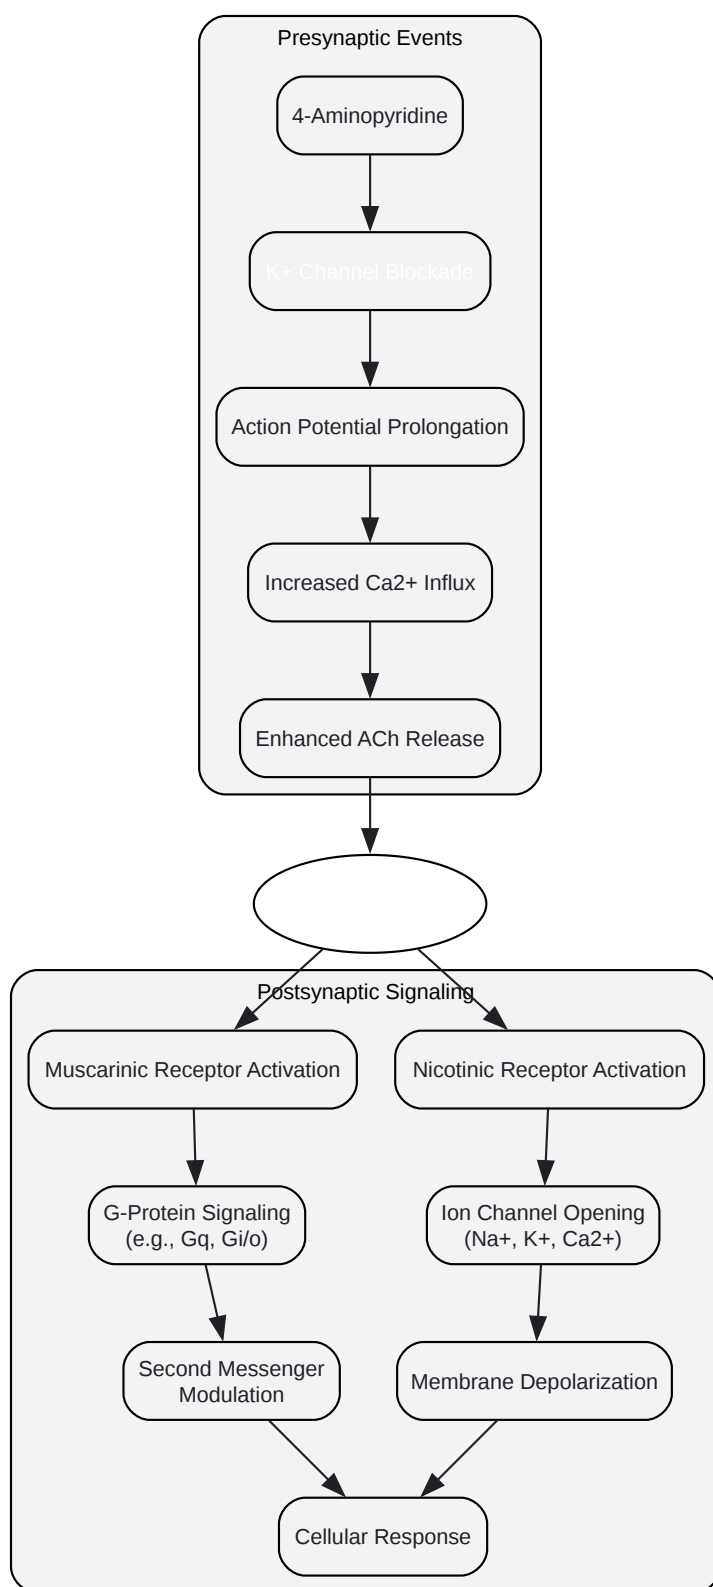 Presynaptic Events
4-Aminopyridine
K+ Channel Blockade
Action Potential Prolongation
Increased Ca2+ Influx
Enhanced ACh Release
Postsynaptic Signaling
Muscarinic Receptor Activation
Nicotinic Receptor Activation
G-Protein Signaling
(e.g., Gq, Gi/o)
Ion Channel Opening
(Na+, K+, Ca2+)
Second Messenger
Modulation
Membrane Depolarization
Cellular Response